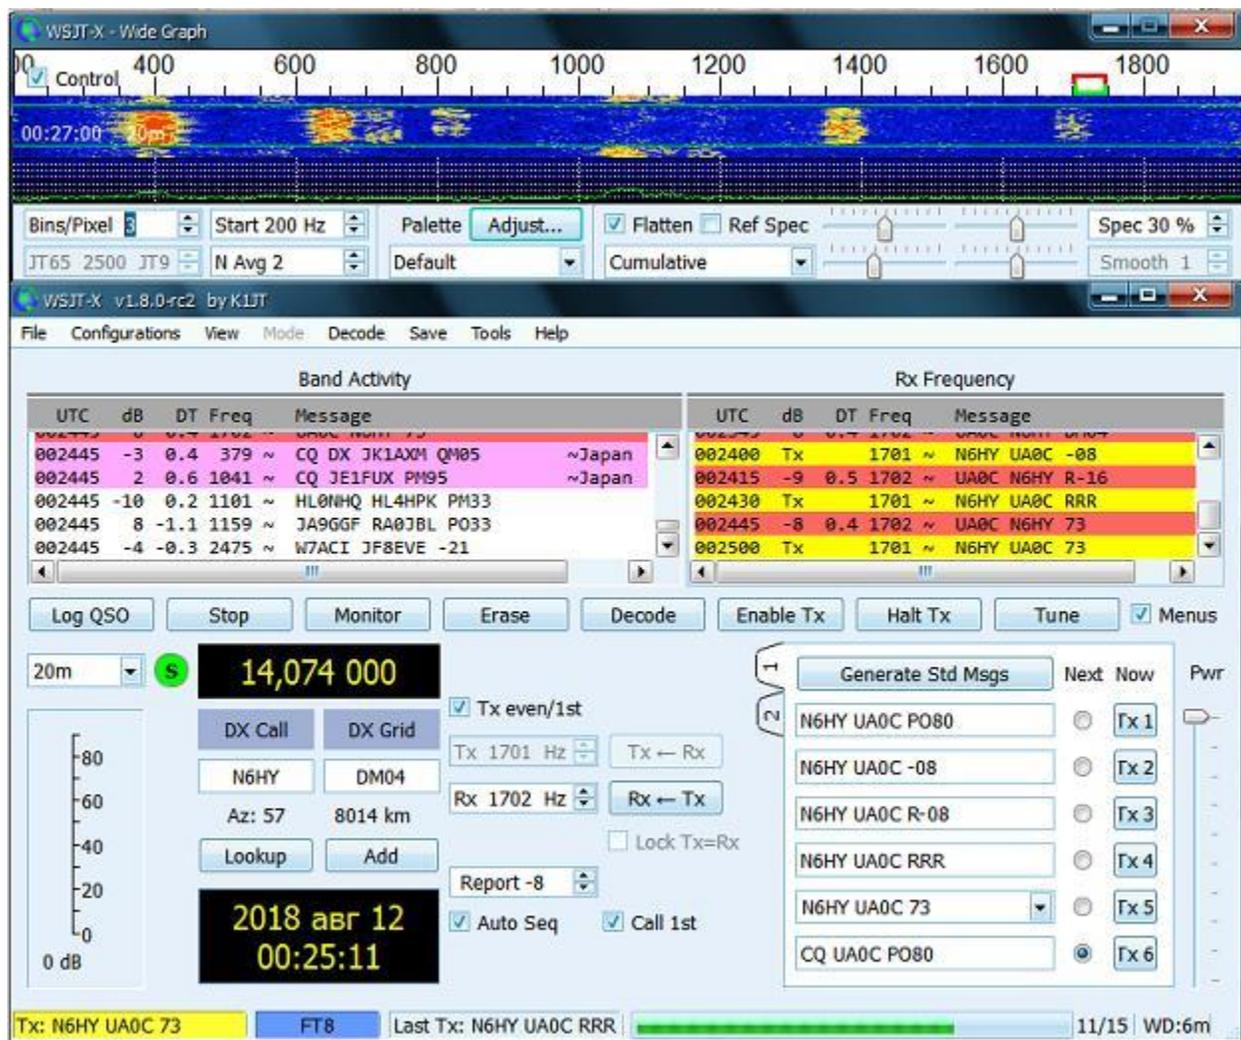 WSJT-X - Wide Graph
Control 400 600 800 1000 1200 1400 1600 1800
00:27:00 20m
Bins/Pixel 3 Start 200 Hz Palette Adjust... Flatten Ref Spec Spec 30 %
JT65 2500 JT9 N Avg 2 Default Cumulative Smooth 1
WSJT-X v1.8.0-rc2 by K1JT
File Configurations View Mode Decode Save Tools Help
Band Activity Rx Frequency
UTC dB DT Freq Message UTC dB DT Freq Message
002445 -3 0.4 379 ~ CQ DX JK1AXM QM05 ~Japan 002400 Tx 1701 ~ N6HY UA0C -08
002445 2 0.6 1041 ~ CQ JE1FUX PM95 ~Japan 002415 -9 0.5 1702 ~ UA0C N6HY R-16
002445 -10 0.2 1101 ~ HL0NHQ HL4HPK PM33 002430 Tx 1701 ~ N6HY UA0C RRR
002445 8 -1.1 1159 ~ JA9GGF RA0JBL PO33 002445 -8 0.4 1702 ~ UA0C N6HY 73
002445 -4 -0.3 2475 ~ W7ACI JF8EVE -21 002500 Tx 1701 ~ N6HY UA0C 73
Log QSO Stop Monitor Erase Decode Enable Tx Halt Tx Tune Menus
20m S 14,074 000 1 Generate Std Msgs Next Now Pwr
DX Call DX Grid Tx even/1st 2 N6HY UA0C PO80 Tx 1
80 Tx 1701 Hz Tx ← Rx
N6HY DM04 N6HY UA0C -08 Tx 2
60 Az: 57 8014 km Rx 1702 Hz Rx ← Tx N6HY UA0C R-08 Tx 3
40 Lock Tx=Rx
Lookup Add N6HY UA0C RRR Tx 4
20 Report -8
2018 авг 12 Auto Seq Call 1st N6HY UA0C 73 Tx 5
0
0 dB 00:25:11 CQ UA0C PO80 Tx 6
Tx: N6HY UA0C 73 FT8 Last Tx: N6HY UA0C RRR 11/15 WD:6m